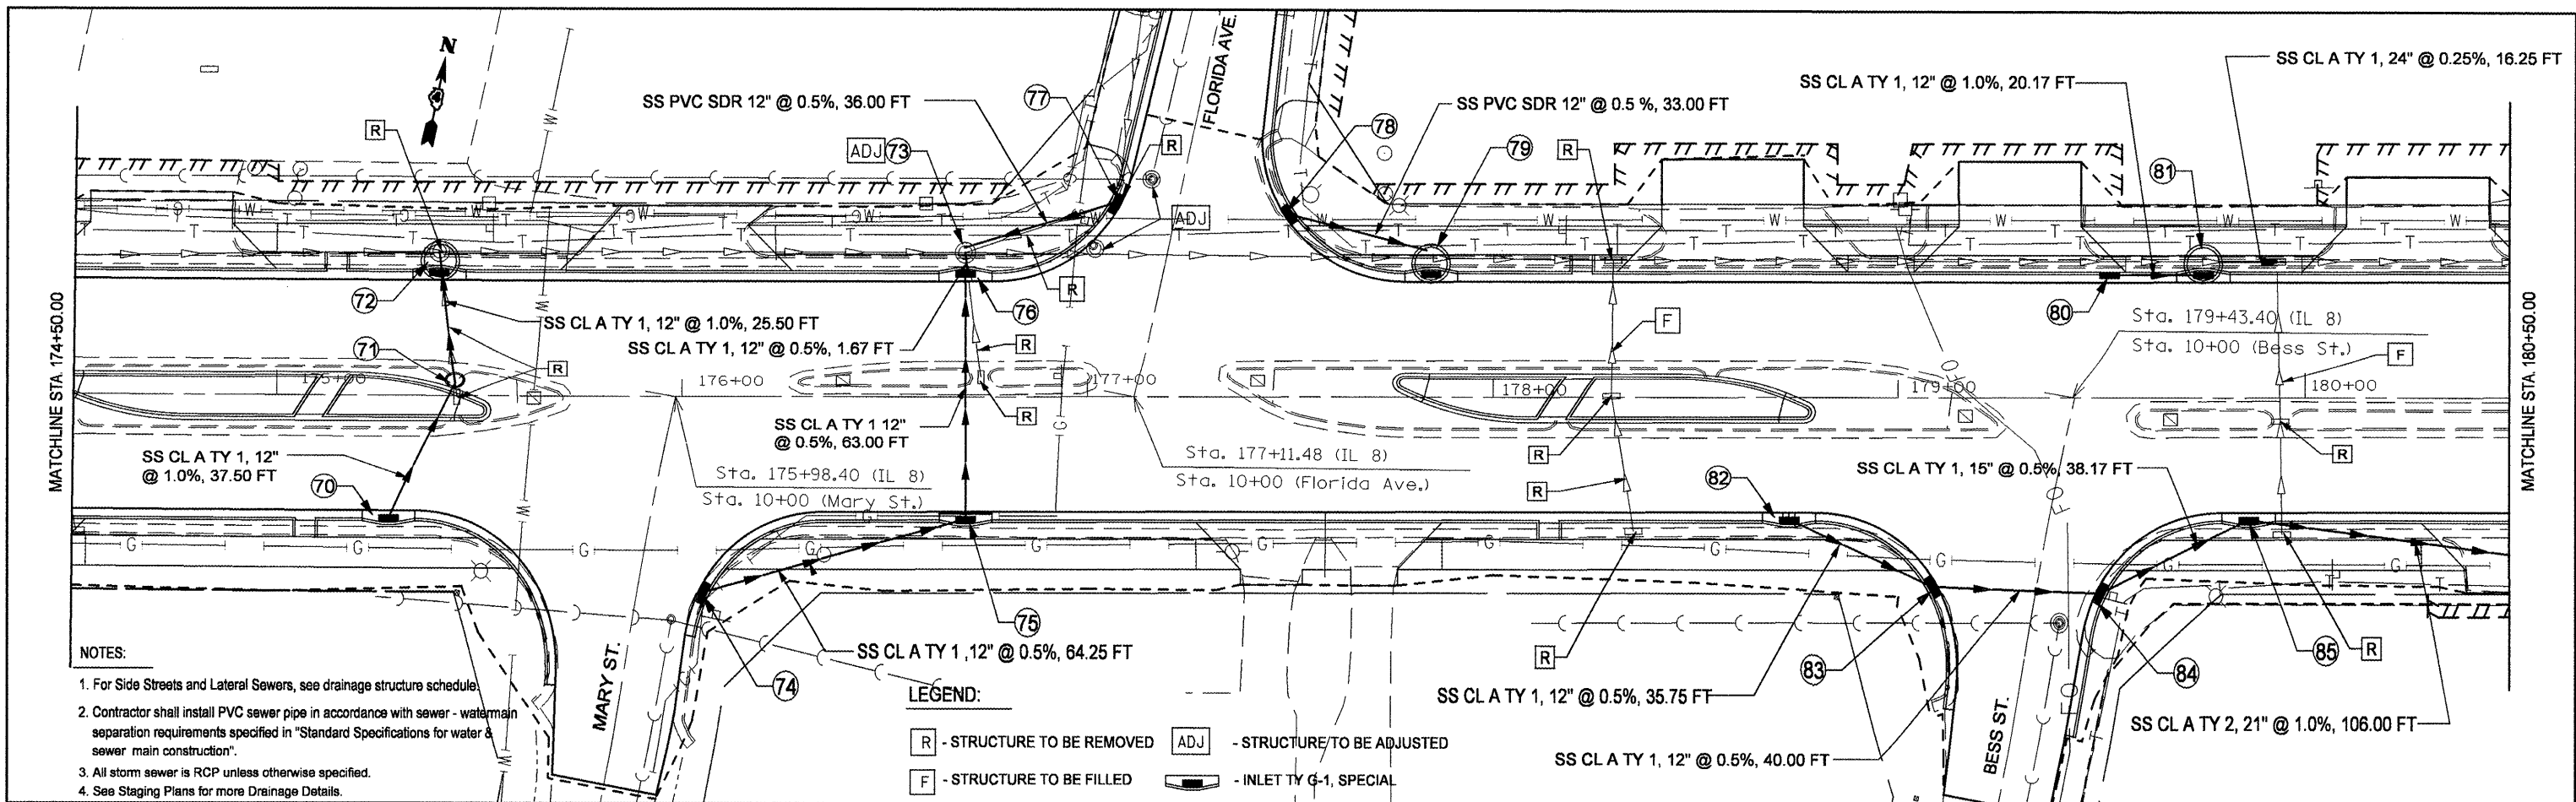 N
FLORIDA AVE.
SS CL A TY 1, 24" @ 0.25%, 16.25 FT
SS CL A TY 1, 12" @ 1.0%, 20.17 FT
SS PVC SDR 12" @ 0.5%, 36.00 FT
77
SS PVC SDR 12" @ 0.5 %, 33.00 FT
R
ADJ
73
R
78
79
R
81
ADJ
MATCHLINE STA. 174+50.00
72
R
76
SS CL A TY 1, 12" @ 1.0%, 25.50 FT
SS CL A TY 1, 12" @ 0.5%, 1.67 FT
R
F
80
Sta. 179+43.40 (IL 8)
Sta. 10+00 (Bess St.)
F
MATCHLINE STA. 180+50.00
71
R
175+00
176+00
177+00
178+00
179+00
180+00
R
SS CL A TY 1 12"
@ 0.5%, 63.00 FT
SS CL A TY 1, 12"
@ 1.0%, 37.50 FT
70
Sta. 175+98.40 (IL 8)
Sta. 10+00 (Mary St.)
Sta. 177+11.48 (IL 8)
Sta. 10+00 (Florida Ave.)
R
R
82
SS CL A TY 1, 15" @ 0.5%, 38.17 FT
R
MARY ST.
74
SS CL A TY 1 ,12" @ 0.5%, 64.25 FT
75
R
83
84
85
R
SS CL A TY 1, 12" @ 0.5%, 35.75 FT
SS CL A TY 1, 12" @ 0.5%, 40.00 FT
BESS ST.
SS CL A TY 2, 21" @ 1.0%, 106.00 FT
NOTES:
1. For Side Streets and Lateral Sewers, see drainage structure schedule.
2. Contractor shall install PVC sewer pipe in accordance with sewer - watermain
separation requirements specified in "Standard Specifications for water &
sewer main construction".
3. All storm sewer is RCP unless otherwise specified.
4. See Staging Plans for more Drainage Details.
LEGEND:
R - STRUCTURE TO BE REMOVED
ADJ - STRUCTURE TO BE ADJUSTED
F - STRUCTURE TO BE FILLED
- INLET TY G-1, SPECIAL